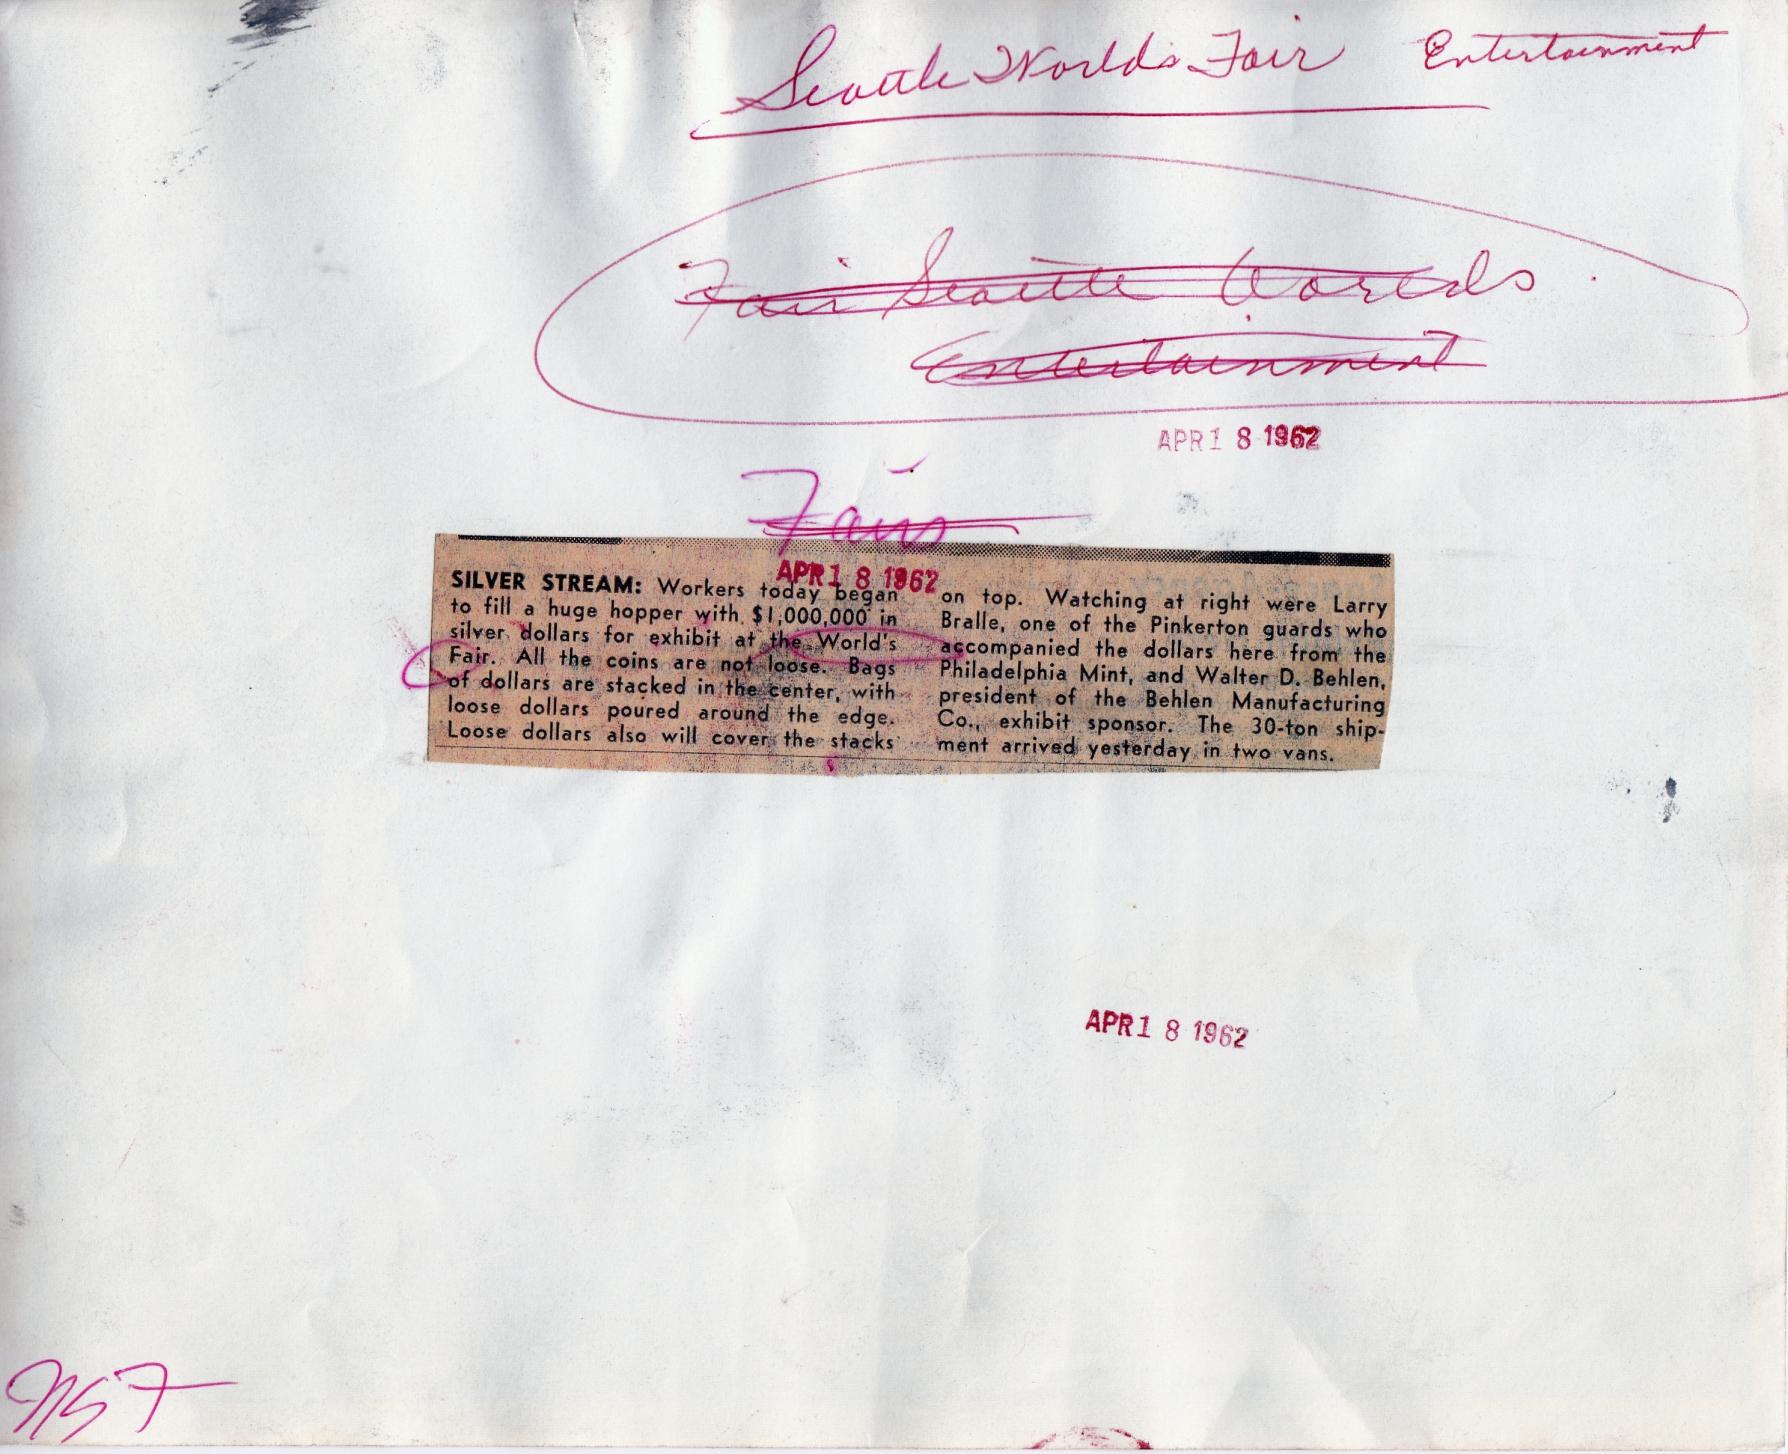 Seattle World's Fair Entertainment
Fair Seattle Worlds
Entertainment
APR 18 1962
Fairs
APR 18 1962
SILVER STREAM: Workers today began
to fill a huge hopper with $1,000,000 in
silver dollars for exhibit at the World's
Fair. All the coins are not loose. Bags
of dollars are stacked in the center, with
loose dollars poured around the edge.
Loose dollars also will cover the stacks
on top. Watching at right were Larry
Bralle, one of the Pinkerton guards who
accompanied the dollars here from the
Philadelphia Mint, and Walter D. Behlen,
president of the Behlen Manufacturing
Co., exhibit sponsor. The 30-ton ship-
ment arrived yesterday in two vans.
APR 18 1962